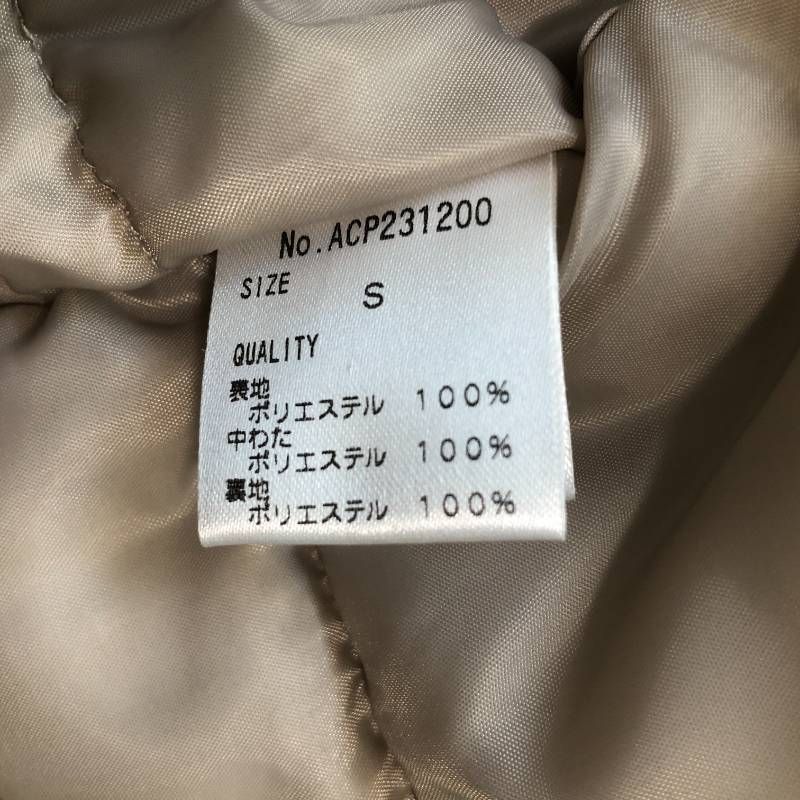 No.ACP231200
SIZE
S
QUALITY
表地
ポリエステル 100%
中わた
ポリエステル 100%
裏地
ポリエステル 100%